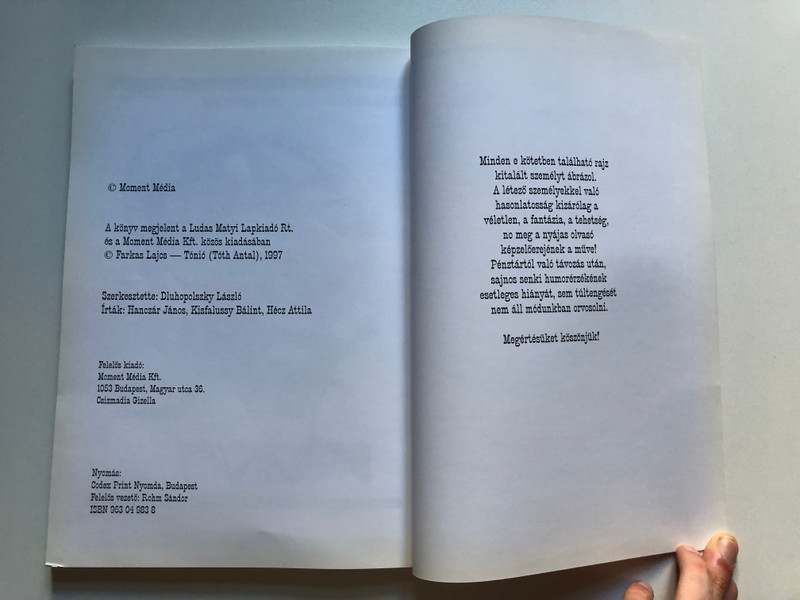 © Moment Média
A könyv megjelent a Ludas Matyi Lapkiadó Rt.
és a Moment Média Kft. közös kiadásában
© Farkas Lajos — Tónió (Tóth Antal), 1997
Szerkesztette: Dluhopolszky László
Írták: Hanczár János, Kisfalussy Bálint, Hécz Attila
Felelős kiadó:
Moment Média Kft.
1053 Budapest, Magyar utca 36.
Csizmadia Gizella
Nyomás:
Codex Print Nyomda, Budapest
Felelős vezető: Rohm Sándor
ISBN 963 04 983 8
Minden e kötetben található rajz
kitalált személyt ábrázol.
A létező személyekkel való
hasonlatosság kizárólag a
véletlen, a fantázia, a tehetség,
no meg a nyájas olvasó
képzelőerejének a műve!
Pénztártól való távozás után,
sajnos senki humorérzékének
esetleges hiányát, sem túltengését
nem áll módunkban orvosolni.
Megértésüket köszönjük!